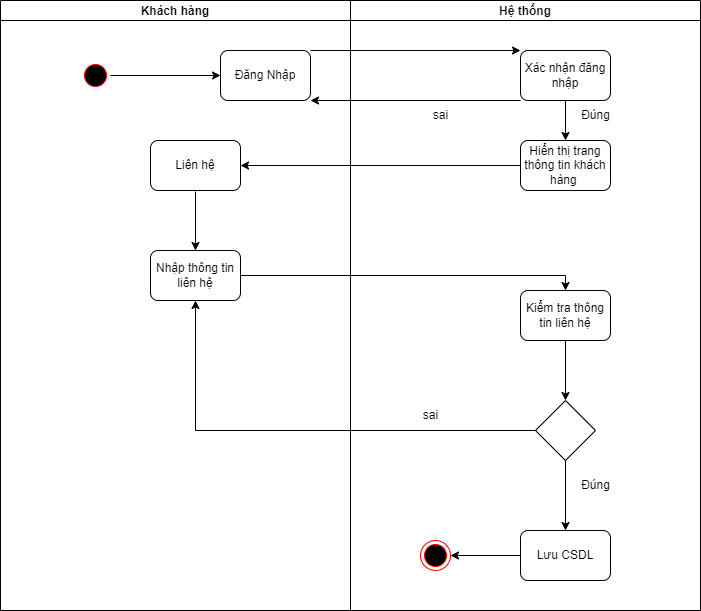 Khách hàng
Hệ thống
Đăng Nhập
Xác nhận đăng
nhập
sai
Đúng
Liên hệ
Hiển thị trang
thông tin khách
hàng
Nhập thông tin
liên hệ
Kiểm tra thông
tin liên hệ
sai
Đúng
Lưu CSDL